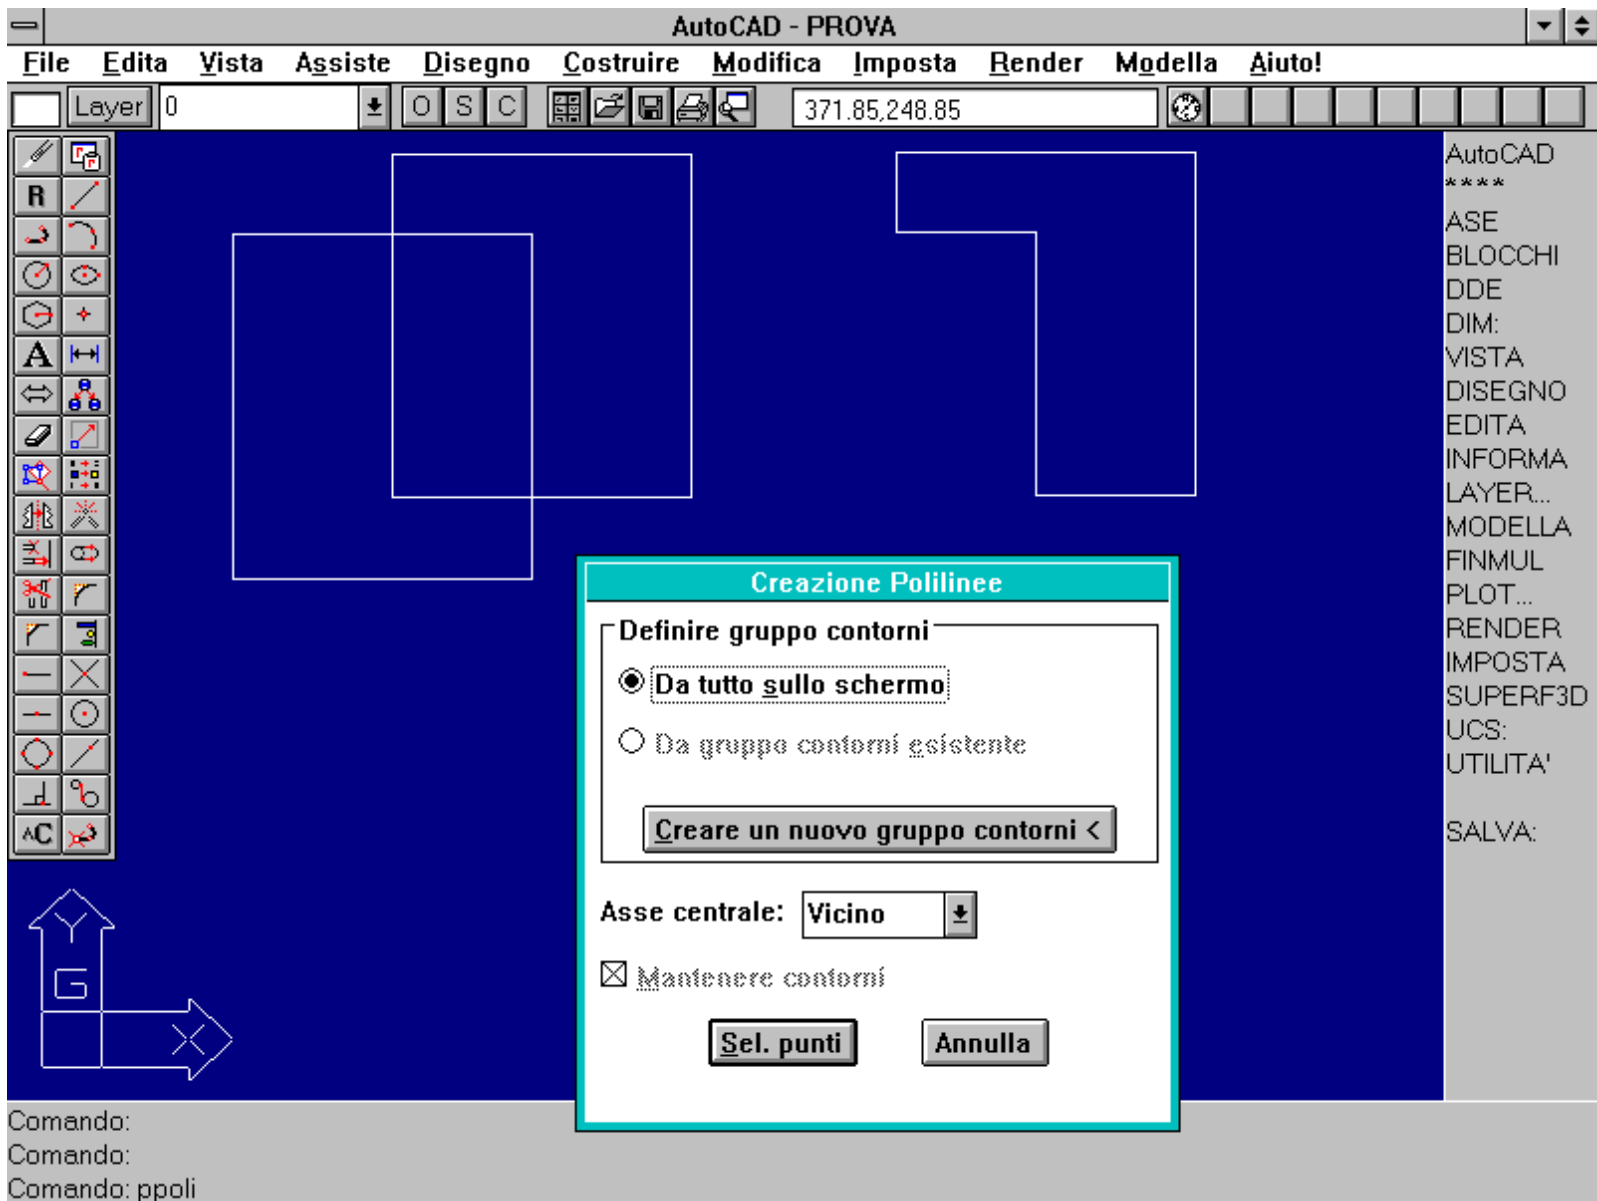 AutoCAD - PROVA
File Edita Vista Assiste Disegno Costruire Modifica Imposta Render Modella Aiuto!
Layer 0 O S C 371.85,248.85
R
A
AC
AutoCAD
****
ASE
BLOCCHI
DDE
DIM:
VISTA
DISEGNO
EDITA
INFORMA
LAYER...
MODELLA
FINMUL
PLOT...
RENDER
IMPOSTA
SUPERF3D
UCS:
UTILITA'
SALVA:
Creazione Polilinee
Definire gruppo contorni
Da tutto sullo schermo
Da gruppo contorni esistente
Creare un nuovo gruppo contorni <
Asse centrale: Vicino
Mantenere contorni
Sel. punti Annulla
Y
G
X
Comando:
Comando:
Comando: ppoli